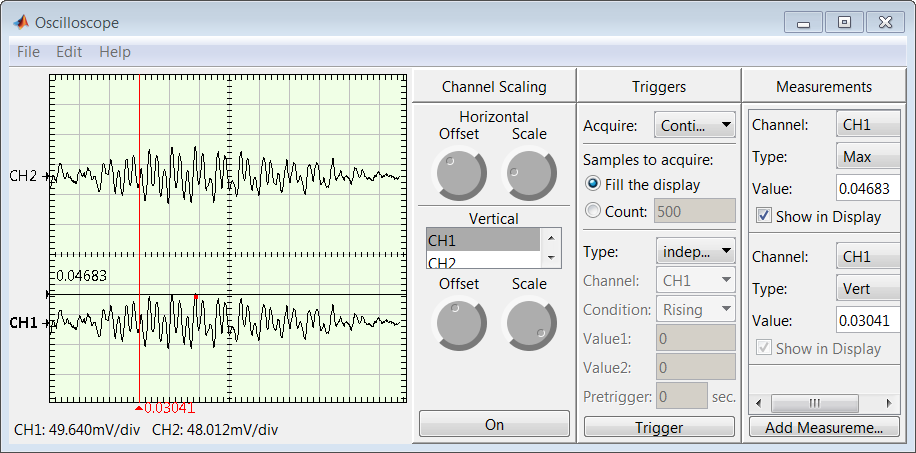 Oscilloscope
File Edit Help
CH2
0.04683
CH1
0.03041
CH1: 49.640mV/div CH2: 48.012mV/div
Channel Scaling
Horizontal
Offset Scale
Vertical
CH1
CH2
Offset Scale
On
Triggers
Acquire: Conti...
Samples to acquire:
Fill the display
Count: 500
Type: indep...
Channel: CH1
Condition: Rising
Value1: 0
Value2: 0
Pretrigger: 0 sec.
Trigger
Measurements
Channel: CH1
Type: Max
Value: 0.04683
Show in Display
Channel: CH1
Type: Vert
Value: 0.03041
Show in Display
Add Measureme...